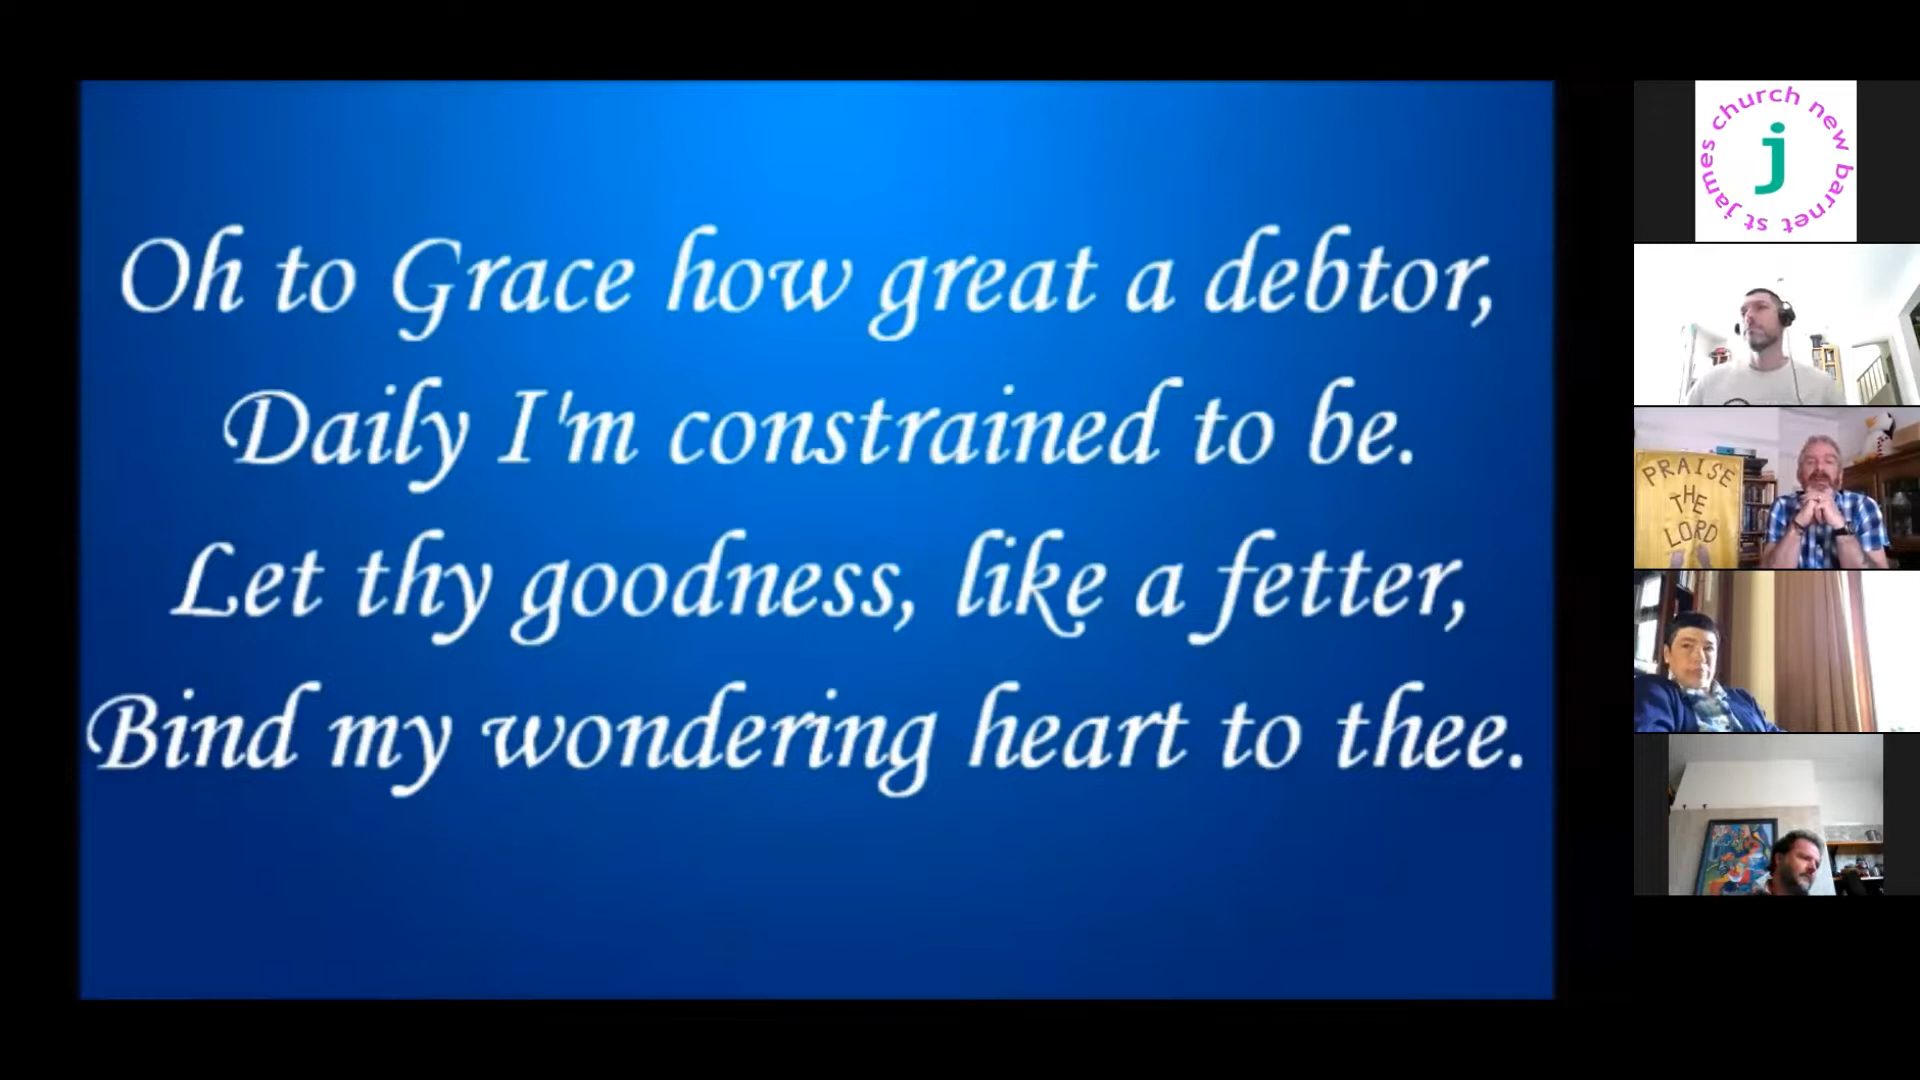 Oh to Grace how great a debtor,
Daily I'm constrained to be.
Let thy goodness, like a fetter,
Bind my wondering heart to thee.
st james church new barnet
j
PRAISE
THE
LORD